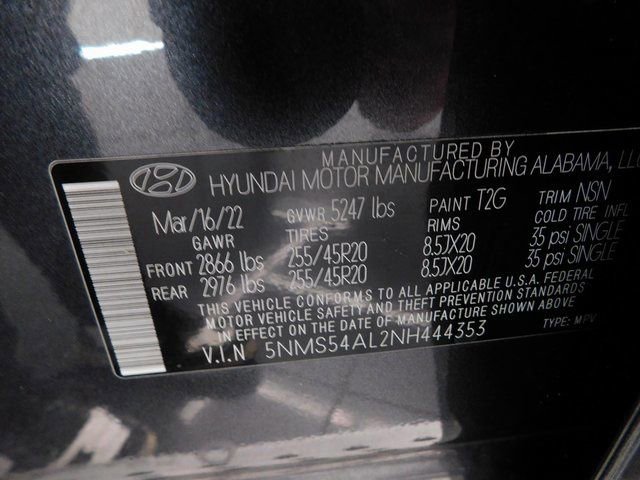 MANUFACTURED BY
HYUNDAI MOTOR MANUFACTURING ALABAMA, LLC
Mar/16/22 GVWR 5247 lbs PAINT T2G TRIM NSN
GAWR TIRES RIMS COLD TIRE INFL
FRONT 2866 lbs 255/45R20 8.5JX20 35 psi SINGLE
REAR 2976 lbs 255/45R20 8.5JX20 35 psi SINGLE
THIS VEHICLE CONFORMS TO ALL APPLICABLE U.S.A. FEDERAL
MOTOR VEHICLE SAFETY AND THEFT PREVENTION STANDARDS
IN EFFECT ON THE DATE OF MANUFACTURE SHOWN ABOVE
V.I.N 5NMS54AL2NH444353 TYPE: MPV